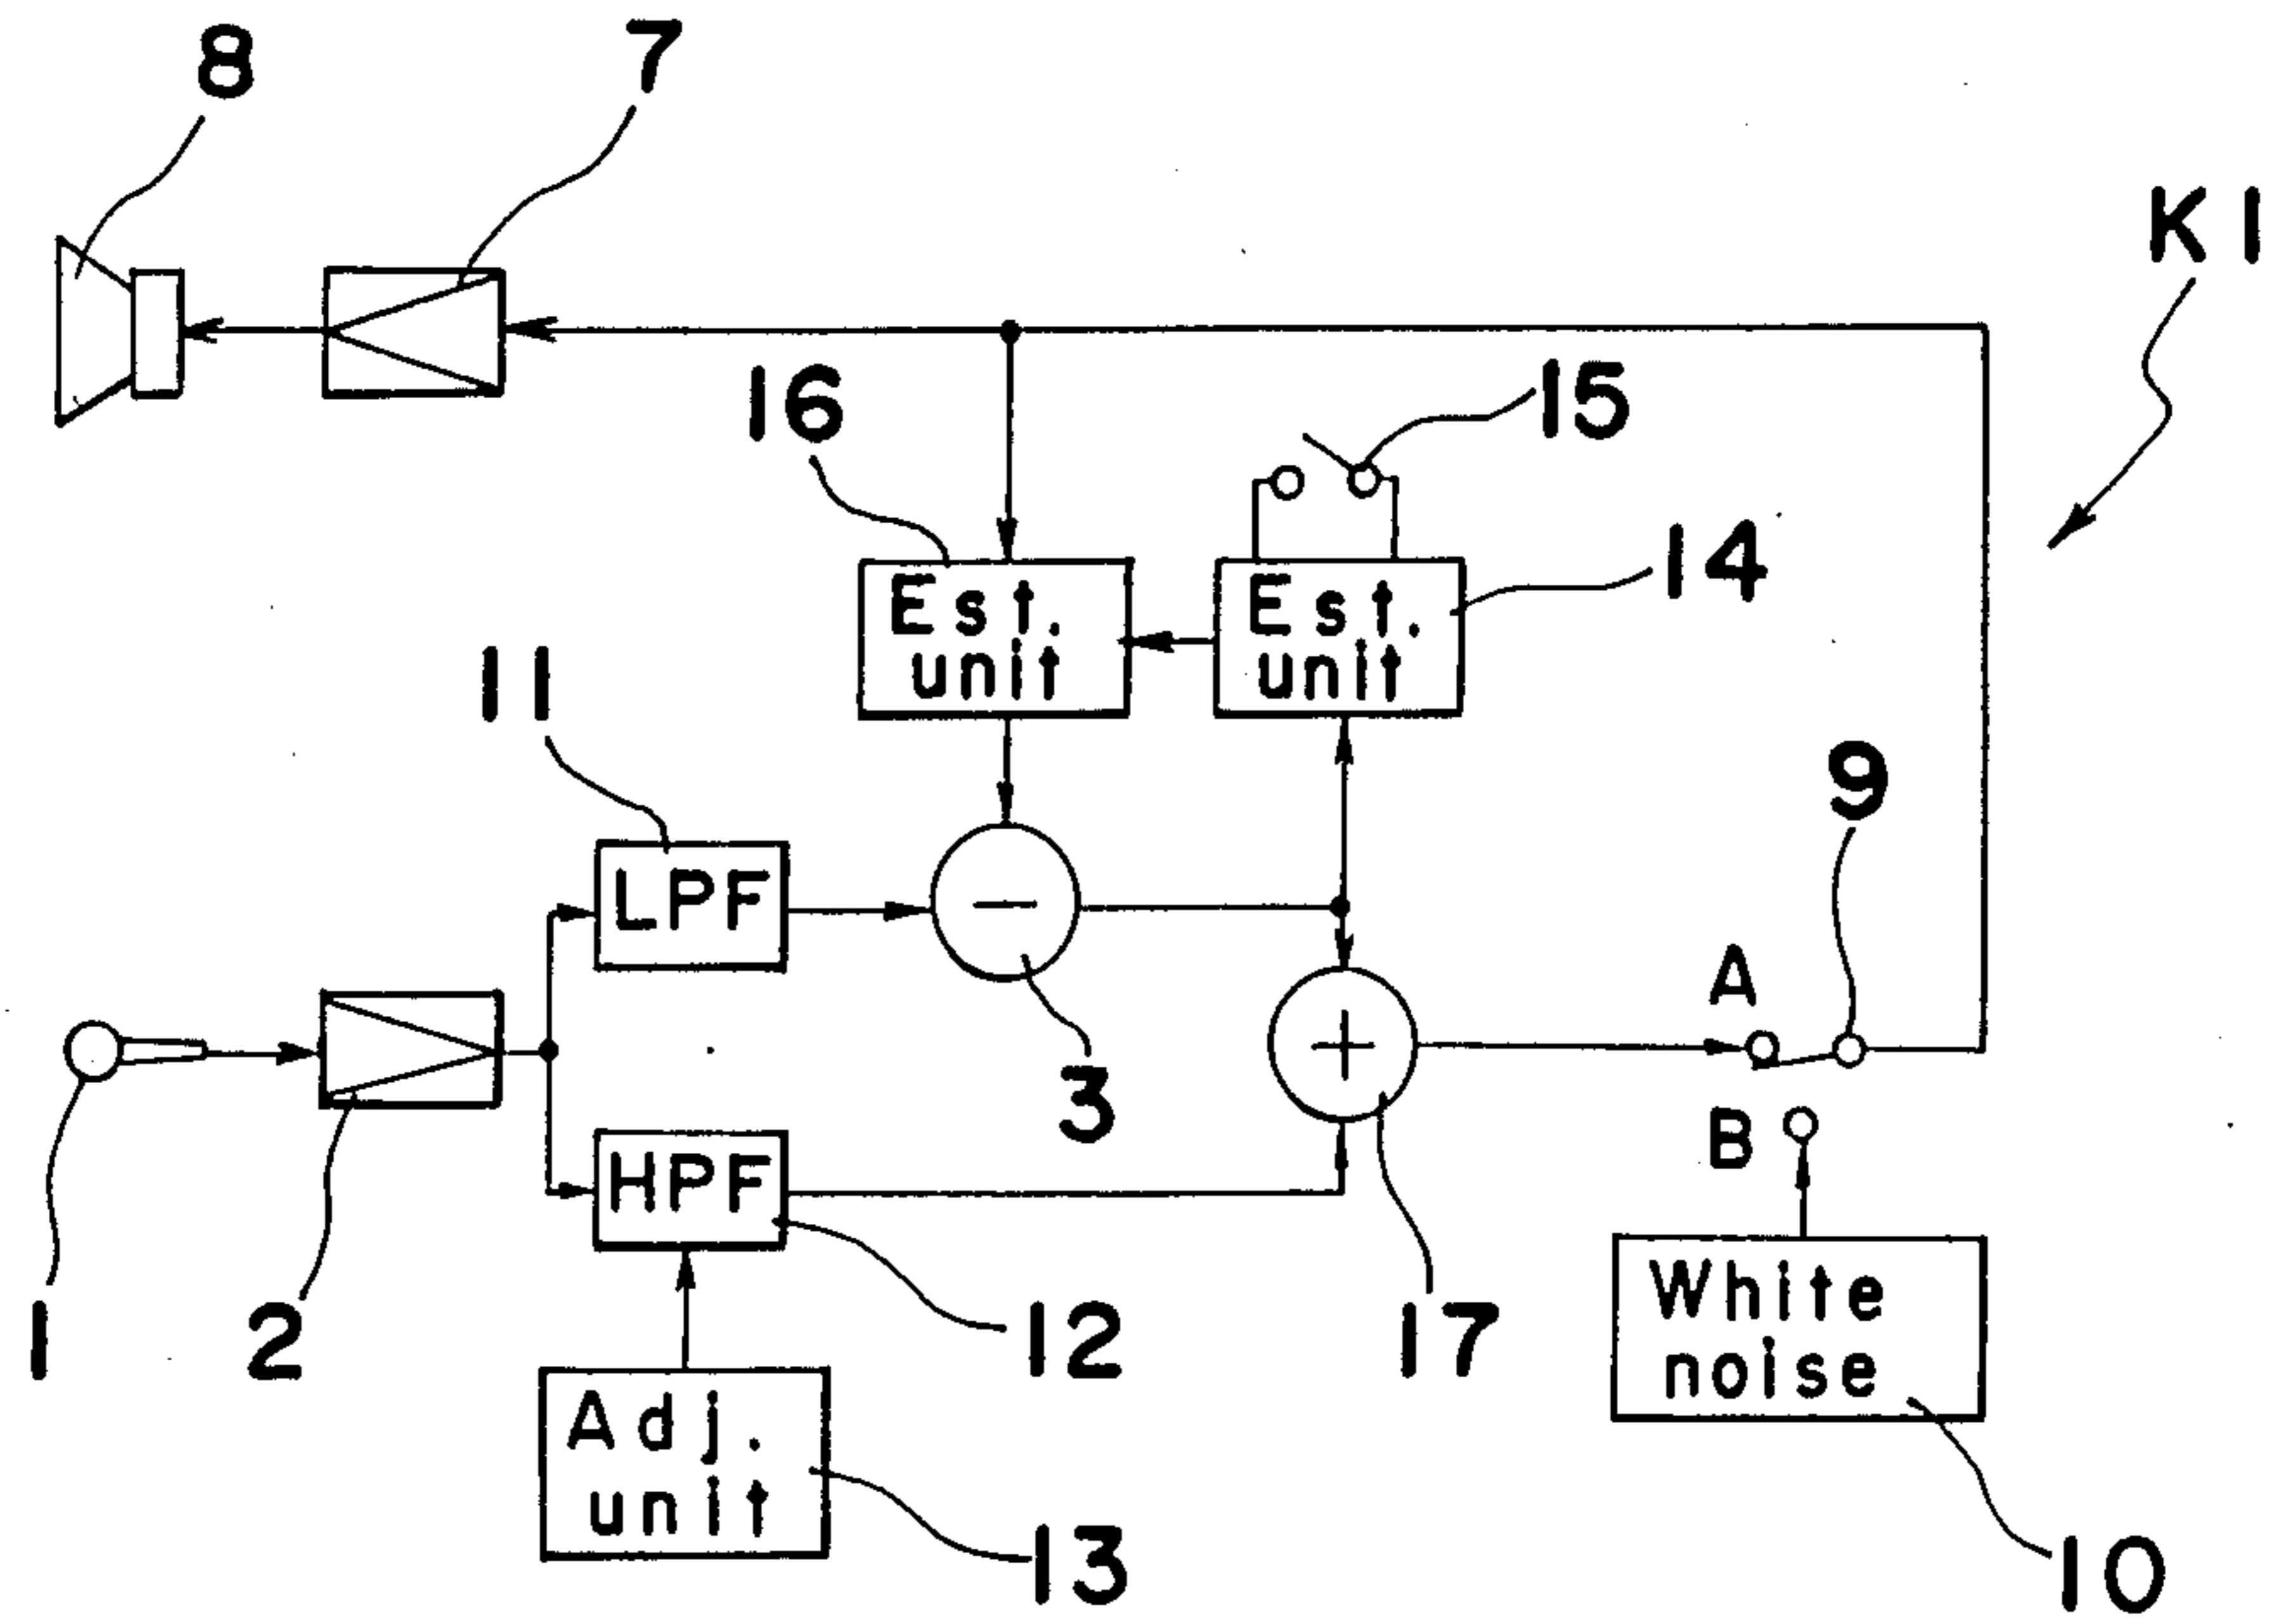 8
7
K1
16
15
Est.
unit
Est.
unit
14
11
9
LPF
3
A
B
HPF
1
2
12
17
White
noise
Adj.
unit
13
10